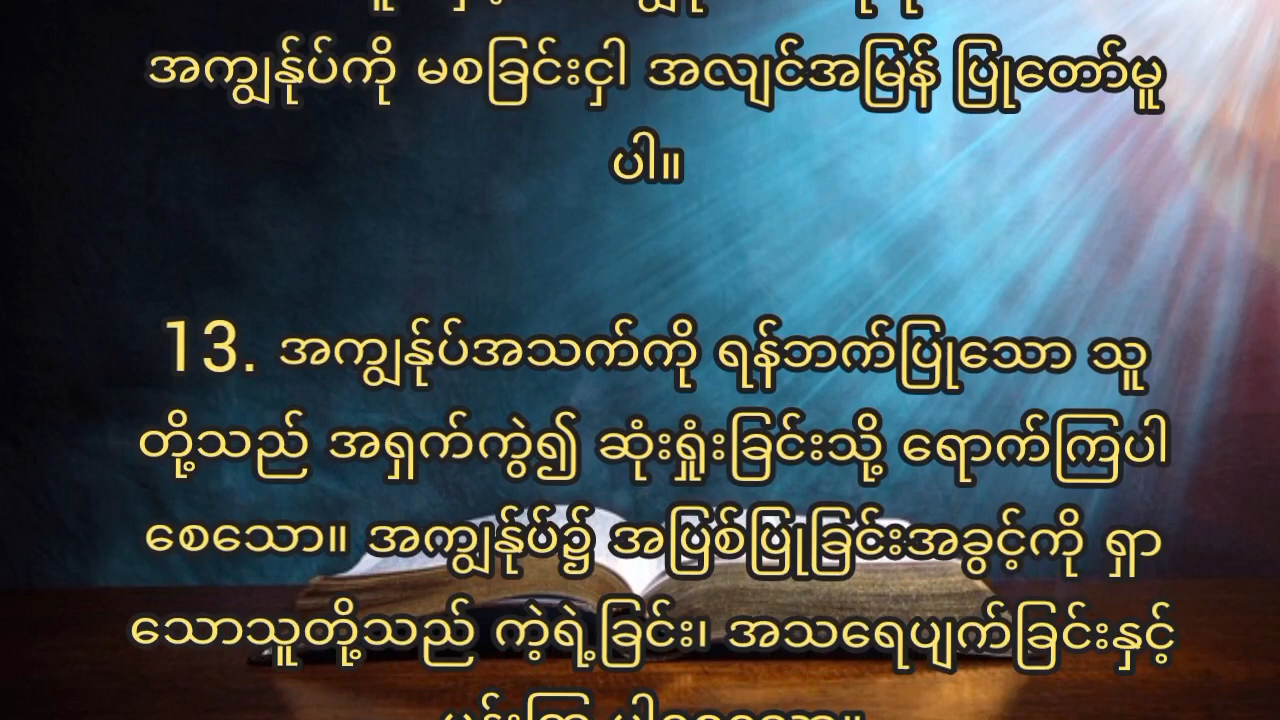 အကျွန်ုပ်ကို မစခြင်းငှါ အလျင်အမြန် ပြုတော်မူ
ပါ။
13. အကျွန်ုပ်အသက်ကို ရန်ဘက်ပြုသော သူ
တို့သည် အရှက်ကွဲ၍ ဆုံးရှုံးခြင်းသို့ ရောက်ကြပါ
စေသော။ အကျွန်ုပ်၌ အပြစ်ပြုခြင်းအခွင့်ကို ရှာ
သောသူတို့သည် ကဲ့ရဲ့ခြင်း၊ အသရေပျက်ခြင်းနှင့်